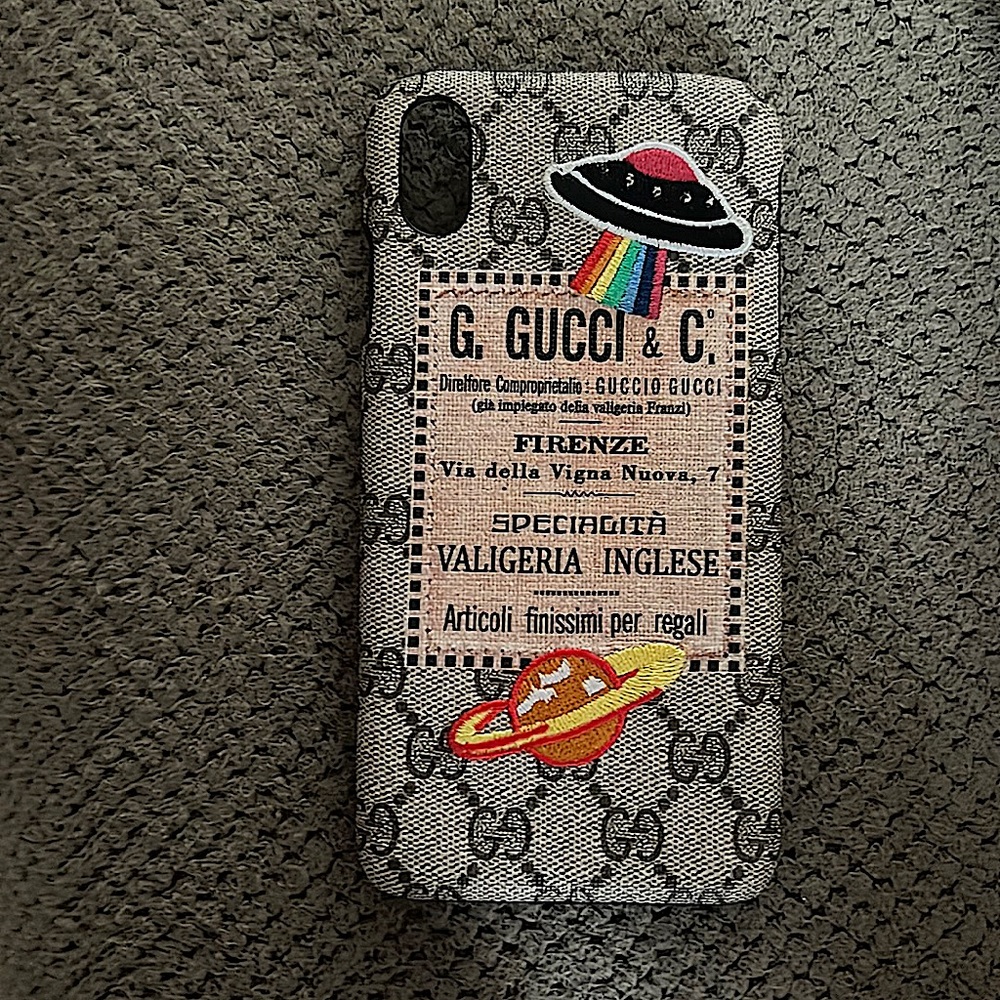 G. GUCCI & C.º
Direttore Comproprietalio : GUCCIO GUCCI
(già impiegato della valigeria Franzi)
FIRENZE
Via della Vigna Nuova, 7
SPECIALITÀ
VALIGERIA INGLESE
Articoli finissimi per regali